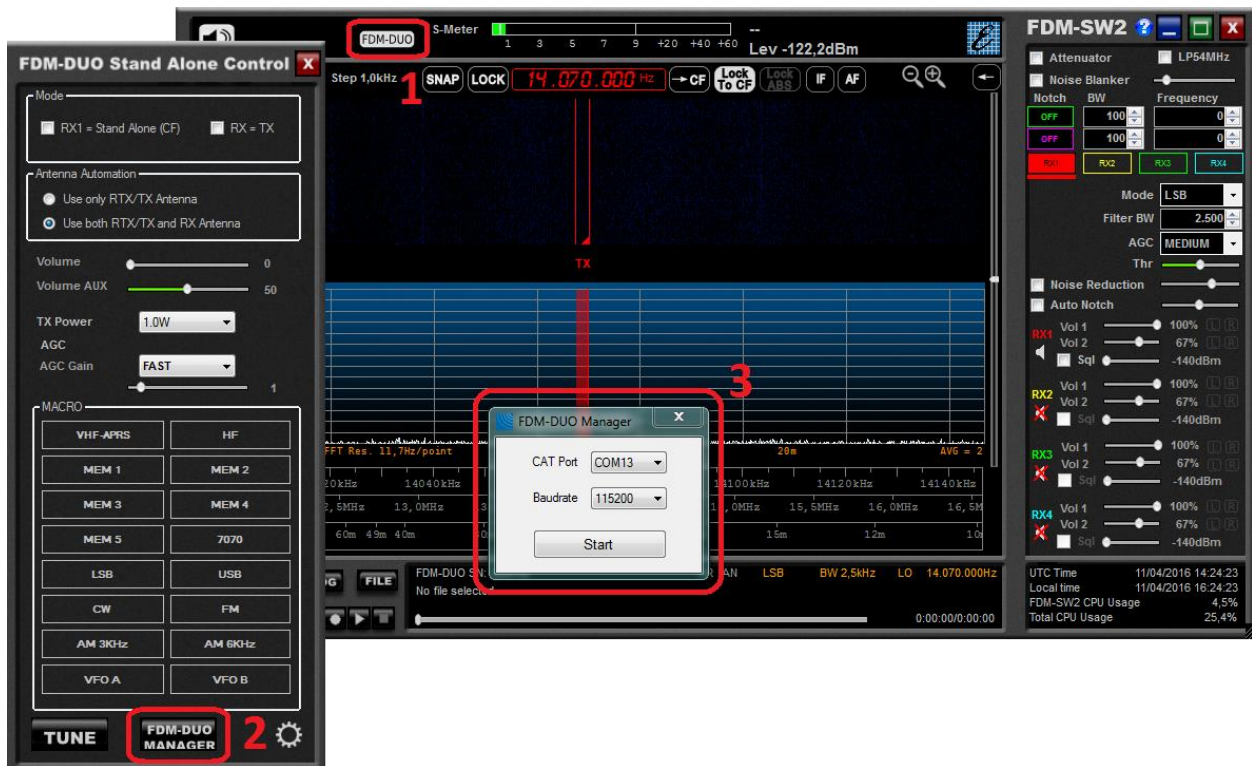 FDM-DUO Stand Alone Control X
Mode
RX1 = Stand Alone (CF) RX = TX
Antenna Automation
Use only RTX/TX Antenna
Use both RTX/TX and RX Antenna
Volume 0
Volume AUX 50
TX Power 1.0W
AGC
AGC Gain FAST
1
MACRO
VHF-APRS HF
MEM 1 MEM 2
MEM 3 MEM 4
MEM 5 7070
LSB USB
CW FM
AM 3KHz AM 6KHz
VFO A VFO B
TUNE FDM-DUO MANAGER 2
FDM-DUO S-Meter 1 3 5 7 9 +20 +40 +60 --
Lev -122,2dBm
1
Step 1,0kHz SNAP LOCK 14.070.000 Hz →CF Lock To CF Lock ABS IF AF
TX
3
FDM-DUO Manager X
CAT Port COM13
Baudrate 115200
Start
FFT Res. 11,7Hz/point 20m AVG = 2
20kHz 14040kHz 14100kHz 14120kHz 14140kHz
2,5MHz 13,0MHz ,0MHz 15,5MHz 16,0MHz 16,5M
60m 49m 40m 15m 12m 10
FILE
FDM-DUO SN: AN LSB BW 2,5kHz LO 14.070.000Hz
No file selected
0:00:00/0:00:00
FDM-SW2 ? X
Attenuator LP54MHz
Noise Blanker
Notch BW Frequency
OFF 100 0
OFF 100 0
RX1 RX2 RX3 RX4
Mode LSB
Filter BW 2.500
AGC MEDIUM
Thr
Noise Reduction
Auto Notch
RX1
Vol 1 100% L R
Vol 2 67% L R
Sql -140dBm
RX2
Vol 1 100% L R
Vol 2 67% L R
Sql -140dBm
RX3
Vol 1 100% L R
Vol 2 67% L R
Sql -140dBm
RX4
Vol 1 100% L R
Vol 2 67% L R
Sql -140dBm
UTC Time 11/04/2016 14:24:23
Local time 11/04/2016 16:24:23
FDM-SW2 CPU Usage 4,5%
Total CPU Usage 25,4%